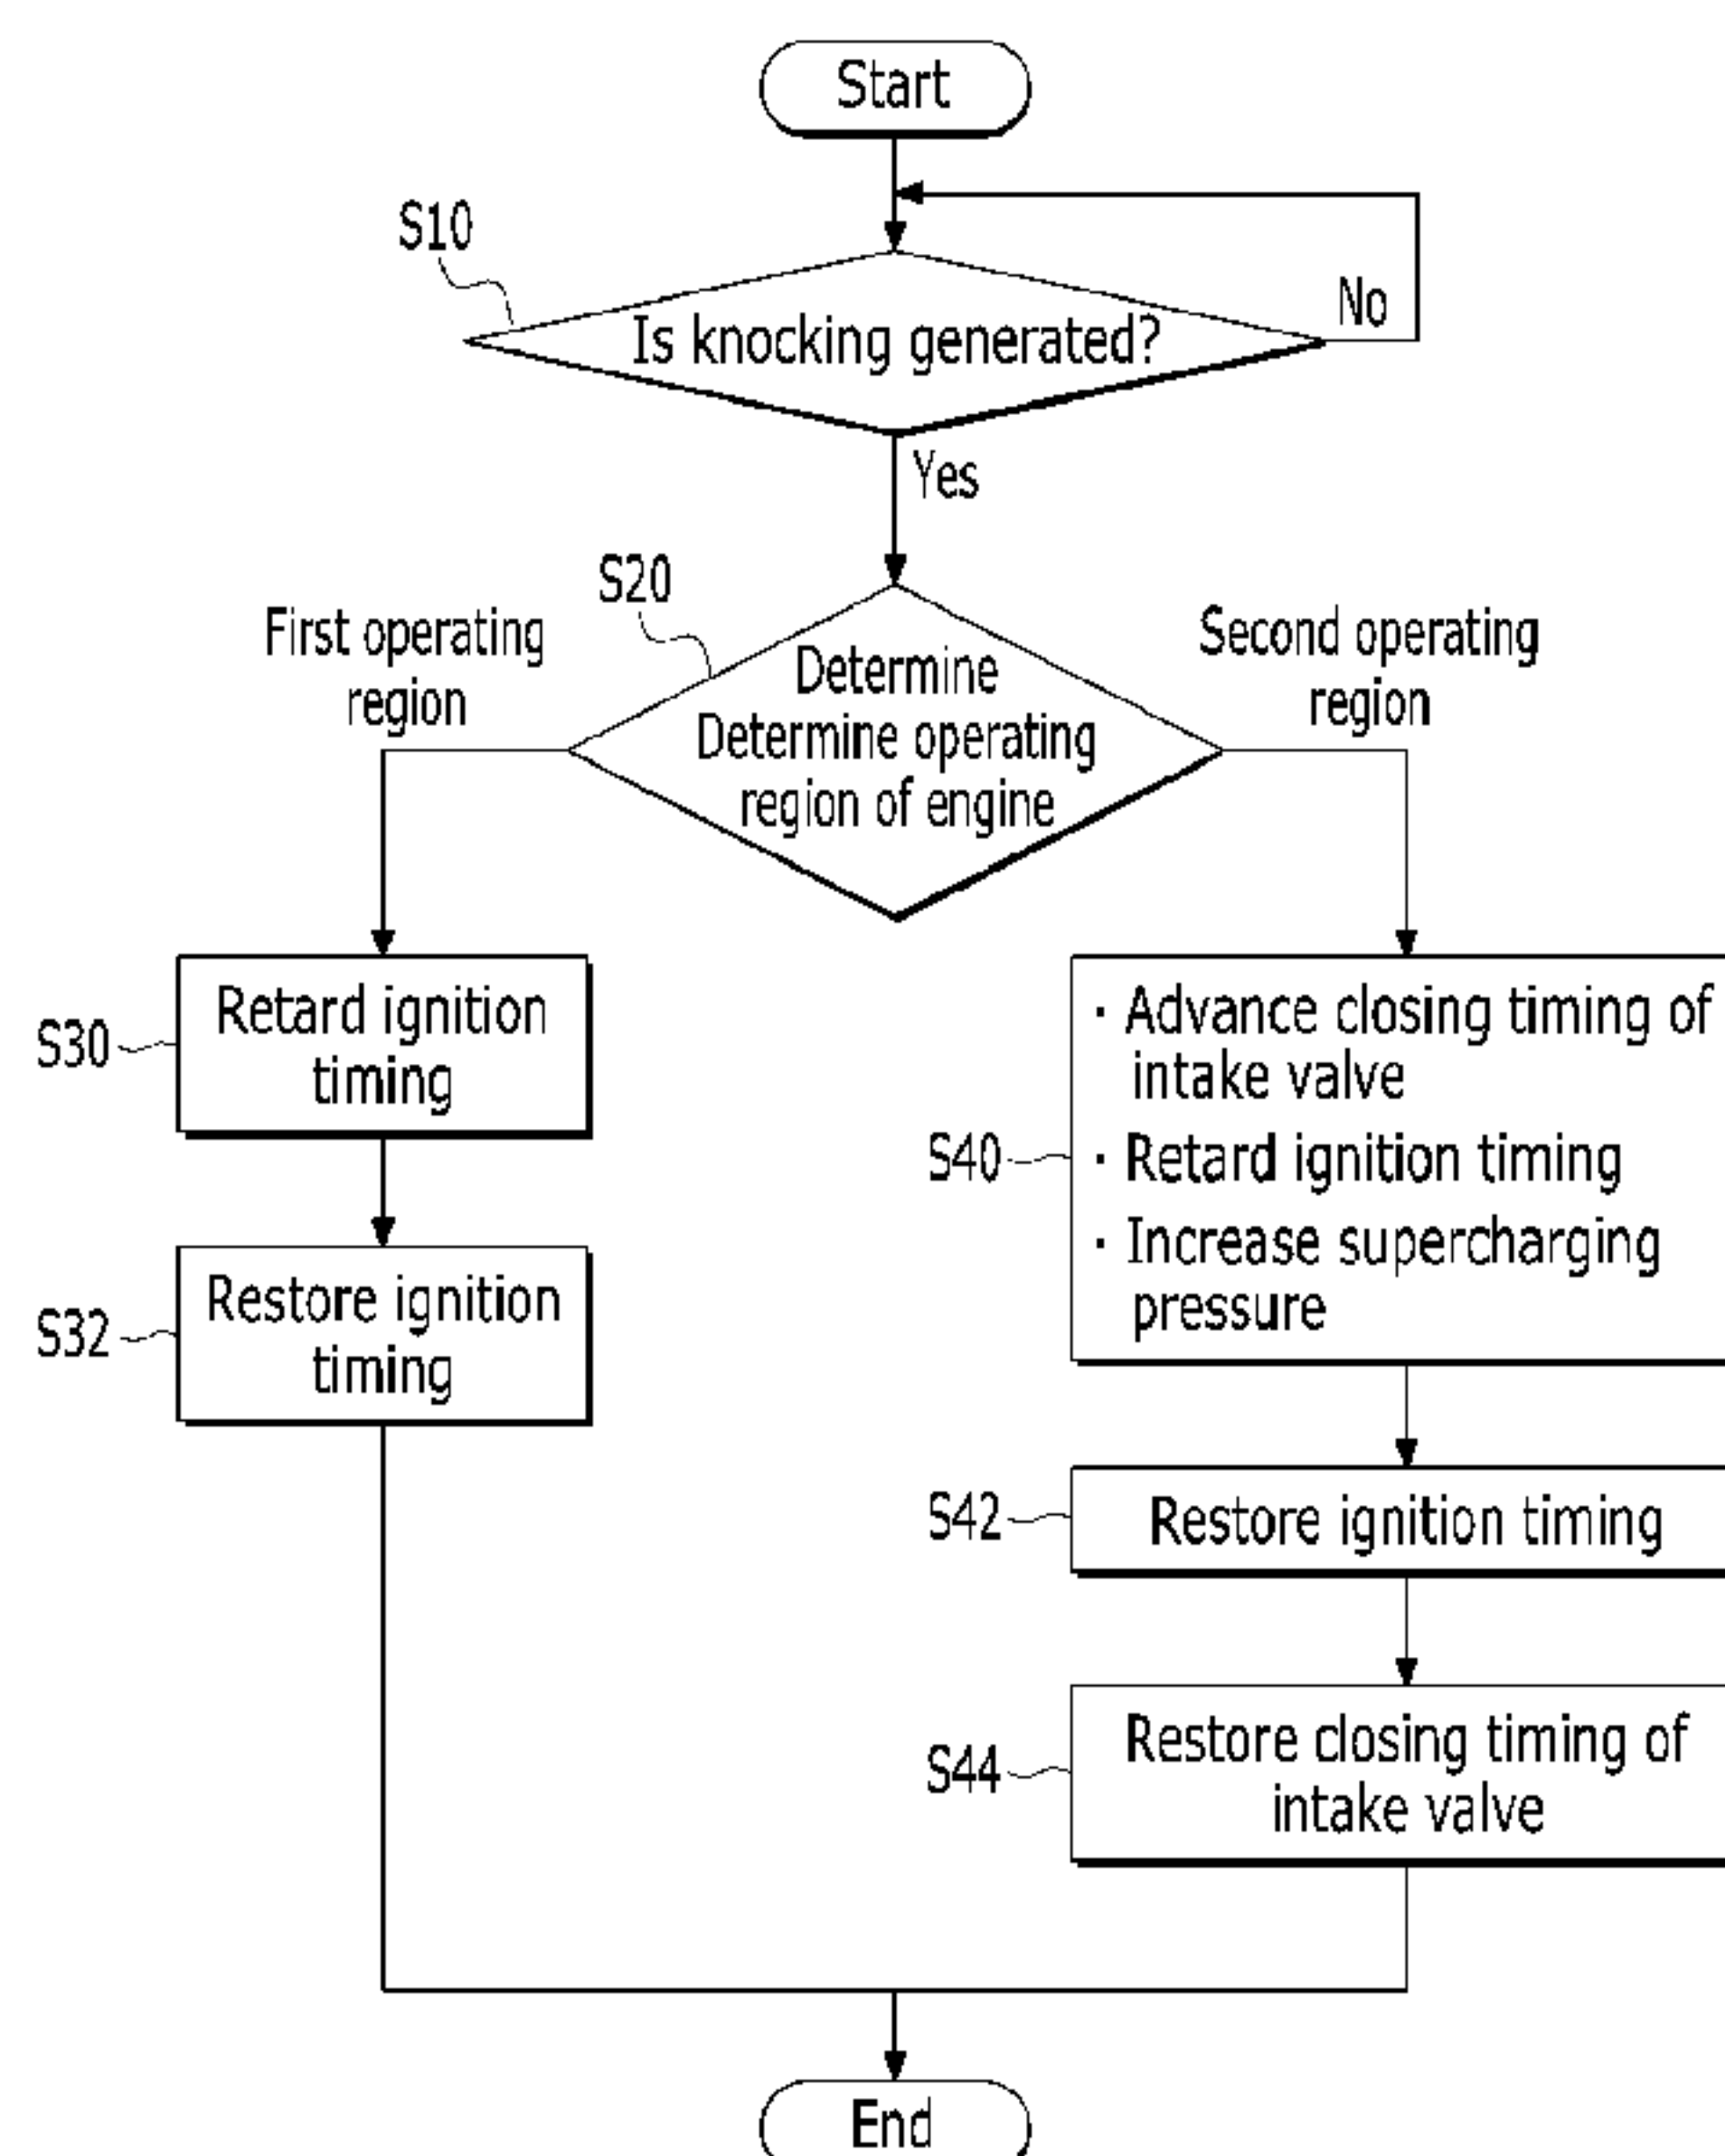 Start
S10
Is knocking generated?
No
Yes
S20
First operating
region
Determine
Determine operating
region of engine
Second operating
region
S30
Retard ignition
timing
S32
Restore ignition
timing
S40
· Advance closing timing of
intake valve
· Retard ignition timing
· Increase supercharging
pressure
S42
Restore ignition timing
S44
Restore closing timing of
intake valve
End